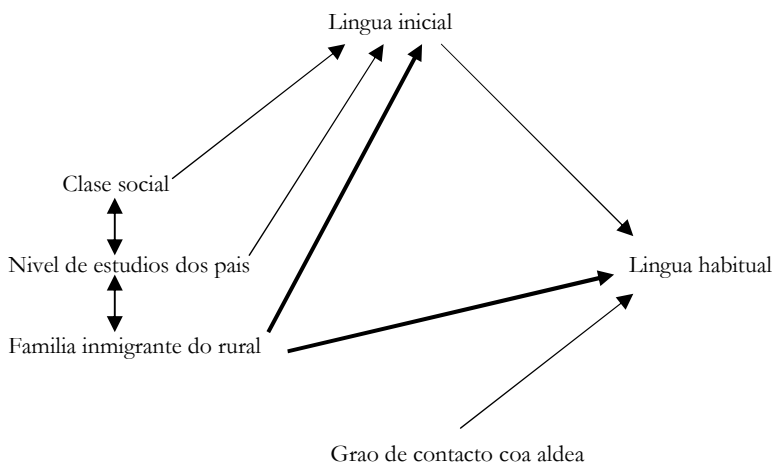 Lingua inicial
Clase social
Nivel de estudios dos pais
Lingua habitual
Familia inmigrante do rural
Grao de contacto coa aldea